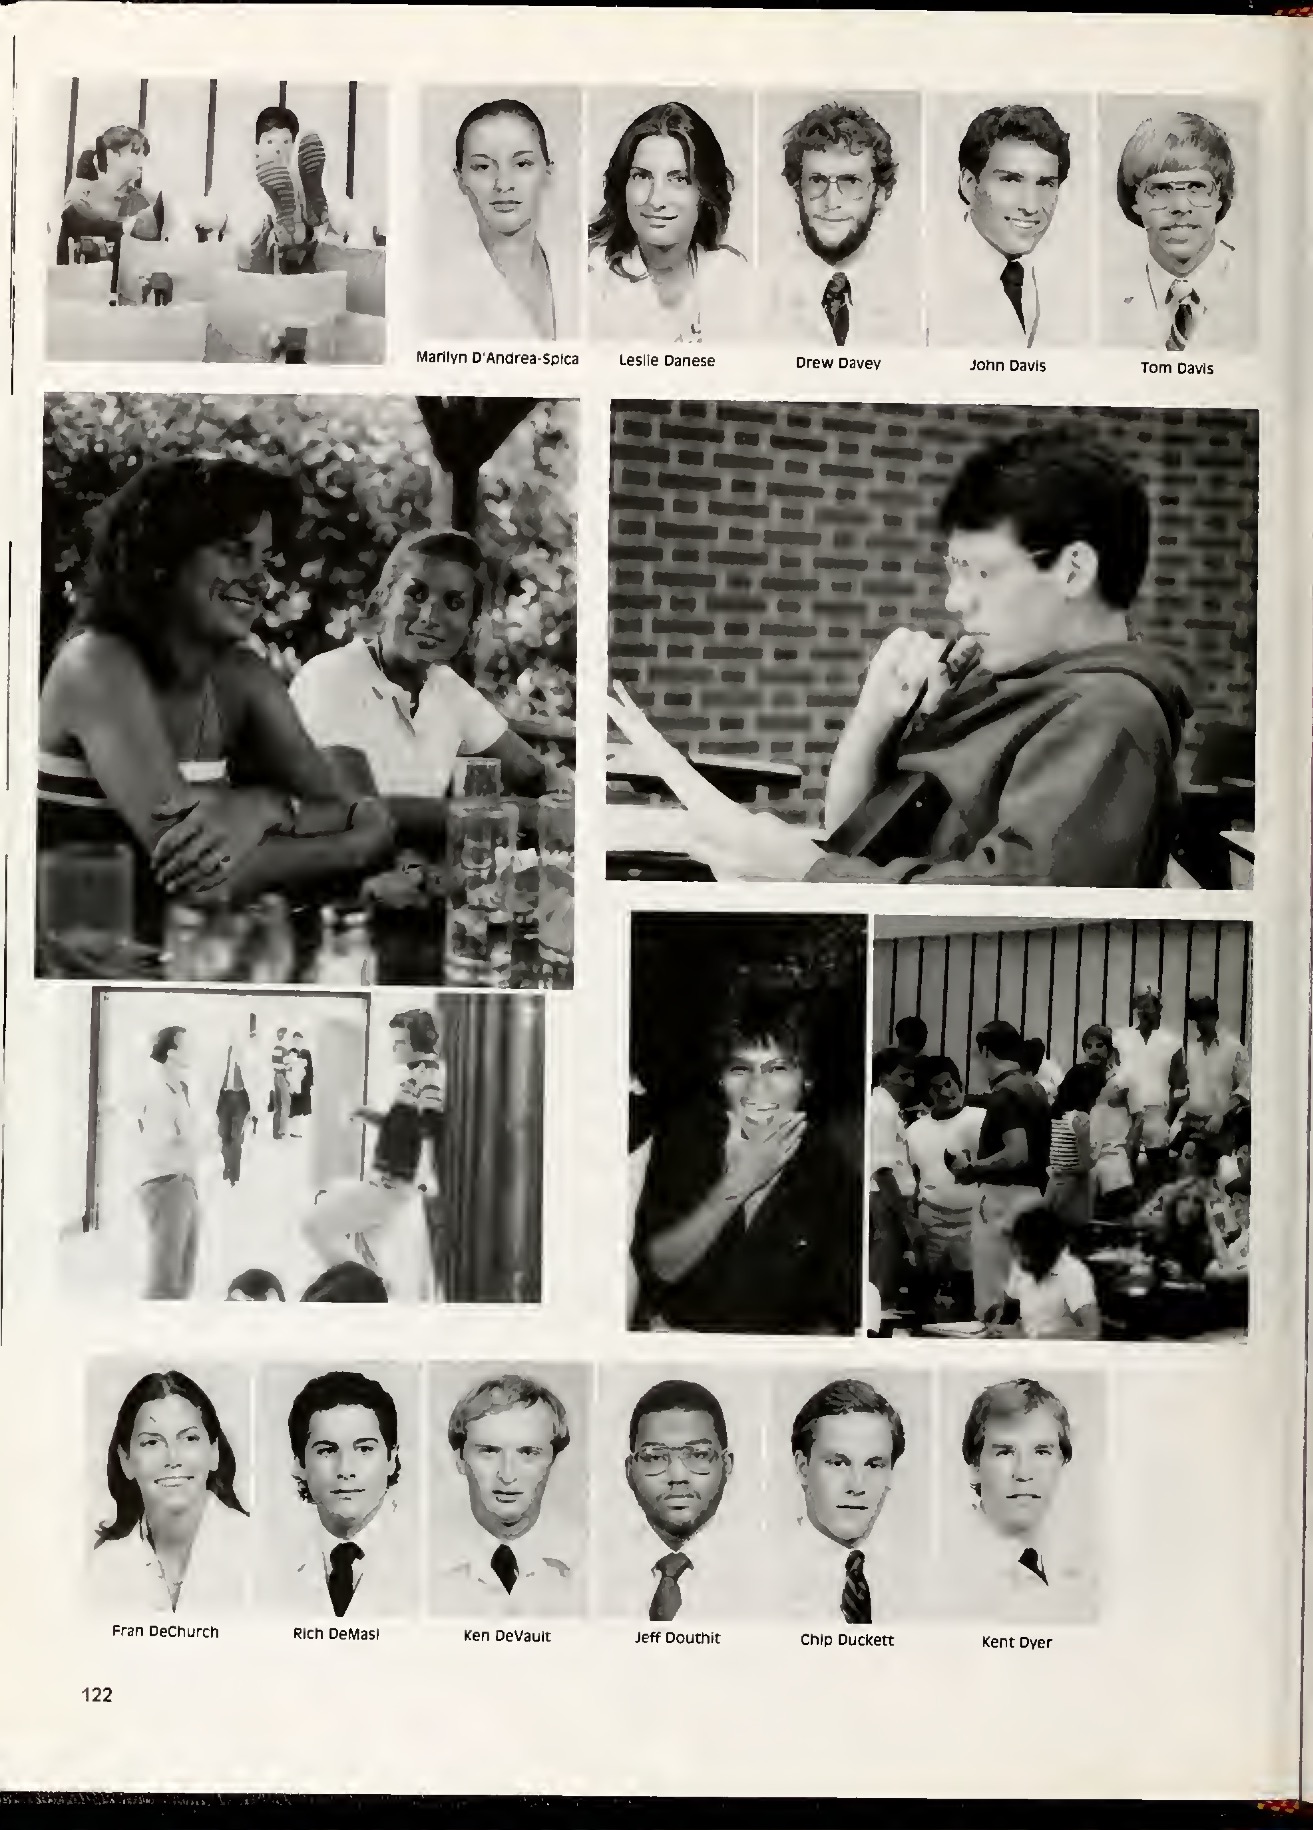 Marilyn D'Andrea-Spica
Leslie Danese
Drew Davey
John Davis
Tom Davis
Fran DeChurch
Rich DeMasi
Ken DeVault
Jeff Douthit
Chip Duckett
Kent Dyer
122